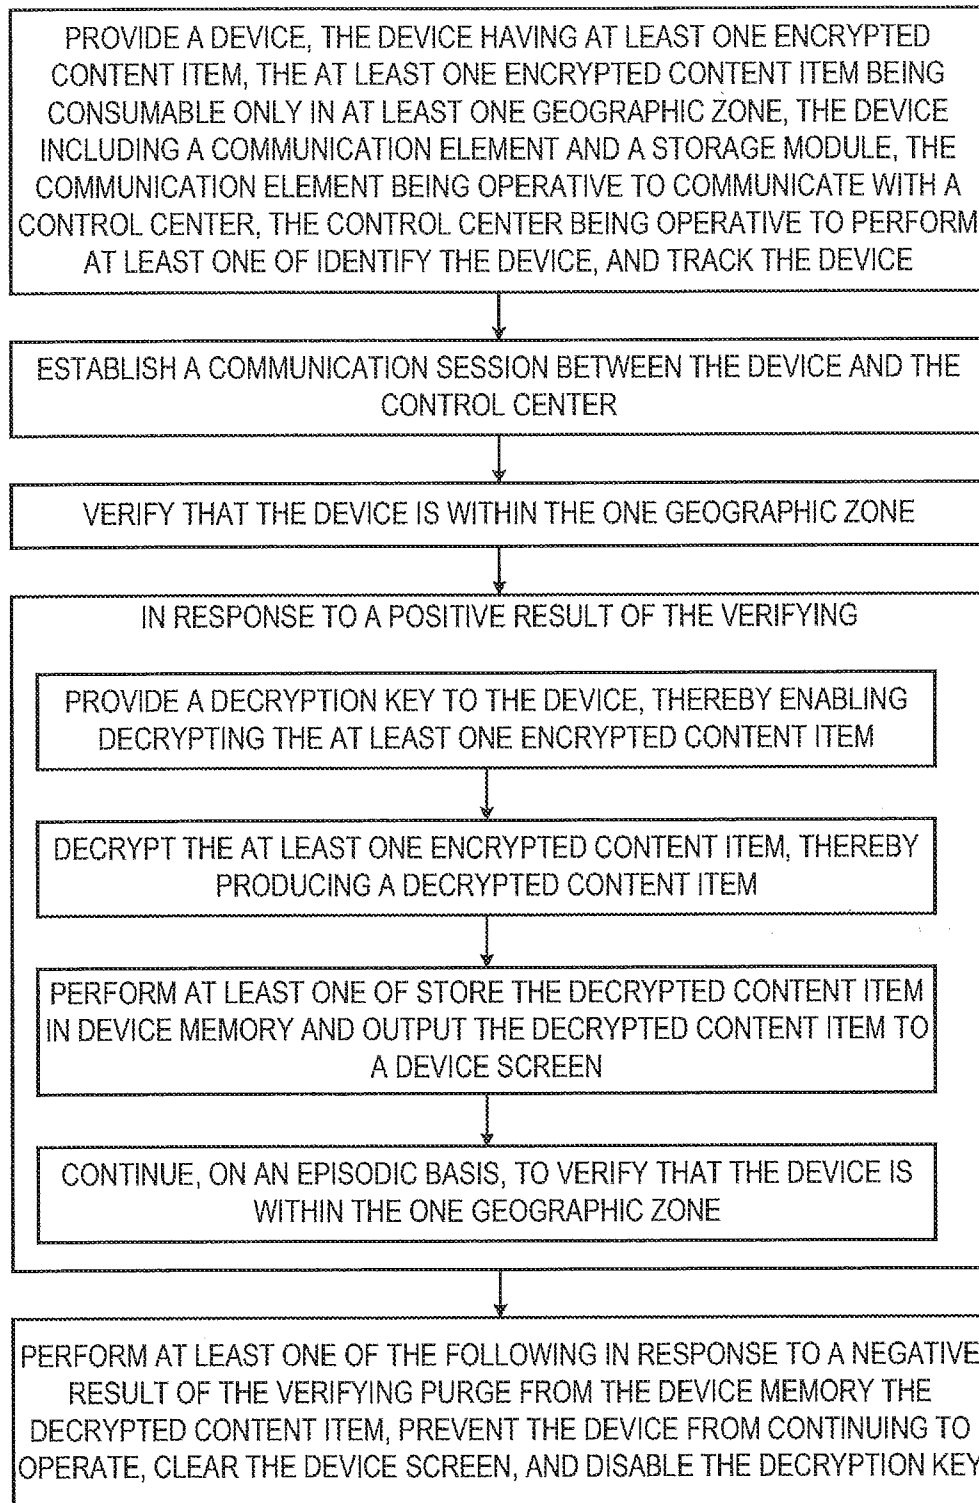 PROVIDE A DEVICE, THE DEVICE HAVING AT LEAST ONE ENCRYPTED
CONTENT ITEM, THE AT LEAST ONE ENCRYPTED CONTENT ITEM BEING
CONSUMABLE ONLY IN AT LEAST ONE GEOGRAPHIC ZONE, THE DEVICE
INCLUDING A COMMUNICATION ELEMENT AND A STORAGE MODULE, THE
COMMUNICATION ELEMENT BEING OPERATIVE TO COMMUNICATE WITH A
CONTROL CENTER, THE CONTROL CENTER BEING OPERATIVE TO PERFORM
AT LEAST ONE OF IDENTIFY THE DEVICE, AND TRACK THE DEVICE
ESTABLISH A COMMUNICATION SESSION BETWEEN THE DEVICE AND THE
CONTROL CENTER
VERIFY THAT THE DEVICE IS WITHIN THE ONE GEOGRAPHIC ZONE
IN RESPONSE TO A POSITIVE RESULT OF THE VERIFYING
PROVIDE A DECRYPTION KEY TO THE DEVICE, THEREBY ENABLING
DECRYPTING THE AT LEAST ONE ENCRYPTED CONTENT ITEM
DECRYPT THE AT LEAST ONE ENCRYPTED CONTENT ITEM, THEREBY
PRODUCING A DECRYPTED CONTENT ITEM
PERFORM AT LEAST ONE OF STORE THE DECRYPTED CONTENT ITEM
IN DEVICE MEMORY AND OUTPUT THE DECRYPTED CONTENT ITEM TO
A DEVICE SCREEN
CONTINUE, ON AN EPISODIC BASIS, TO VERIFY THAT THE DEVICE IS
WITHIN THE ONE GEOGRAPHIC ZONE
PERFORM AT LEAST ONE OF THE FOLLOWING IN RESPONSE TO A NEGATIVE
RESULT OF THE VERIFYING PURGE FROM THE DEVICE MEMORY THE
DECRYPTED CONTENT ITEM, PREVENT THE DEVICE FROM CONTINUING TO
OPERATE, CLEAR THE DEVICE SCREEN, AND DISABLE THE DECRYPTION KEY